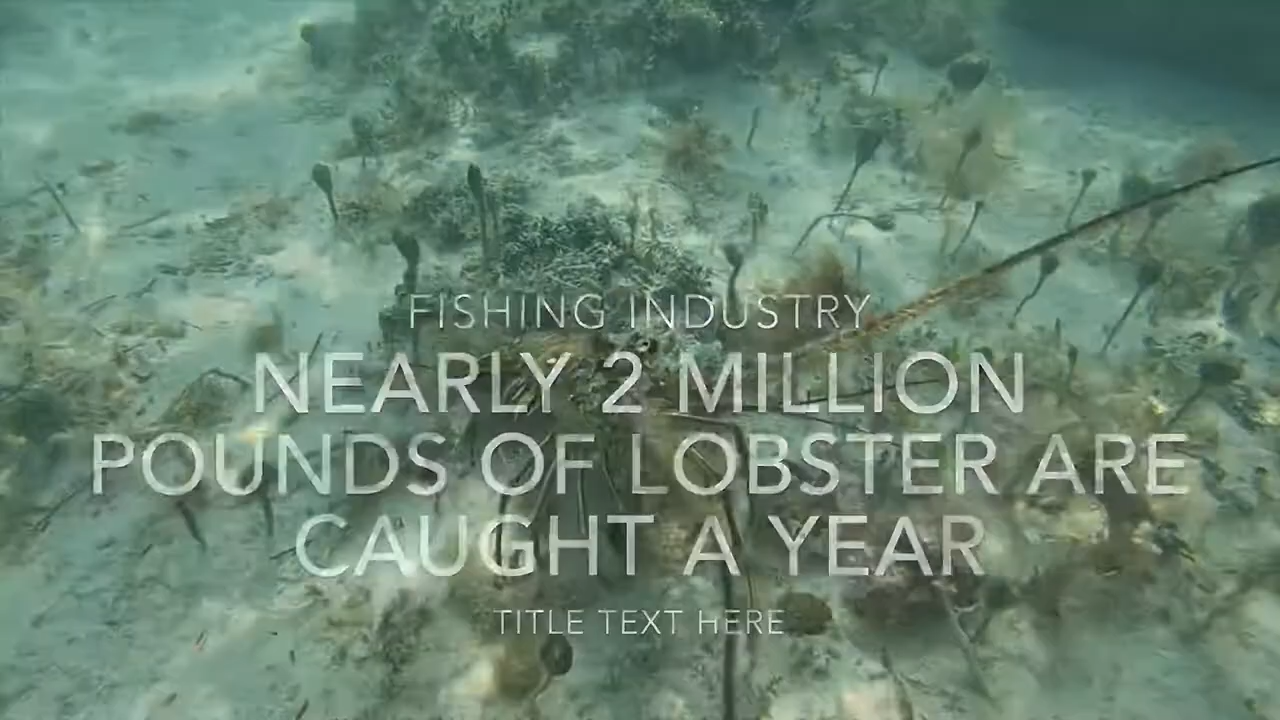 FISHING INDUSTRY
NEARLY 2 MILLION
POUNDS OF LOBSTER ARE
CAUGHT A YEAR
TITLE TEXT HERE